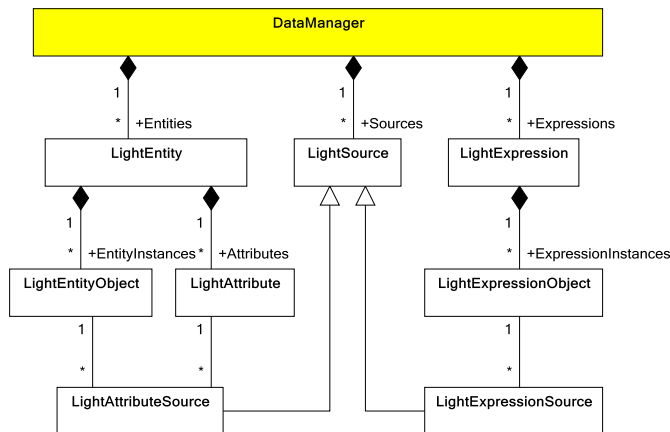 DataManager
1 1 1
* +Entities * +Sources * +Expressions
LightEntity LightSource LightExpression
1 1 1
* +EntityInstances * +Attributes * +ExpressionInstances
LightEntityObject LightAttribute LightExpressionObject
1 1 1
* * *
LightAttributeSource LightExpressionSource